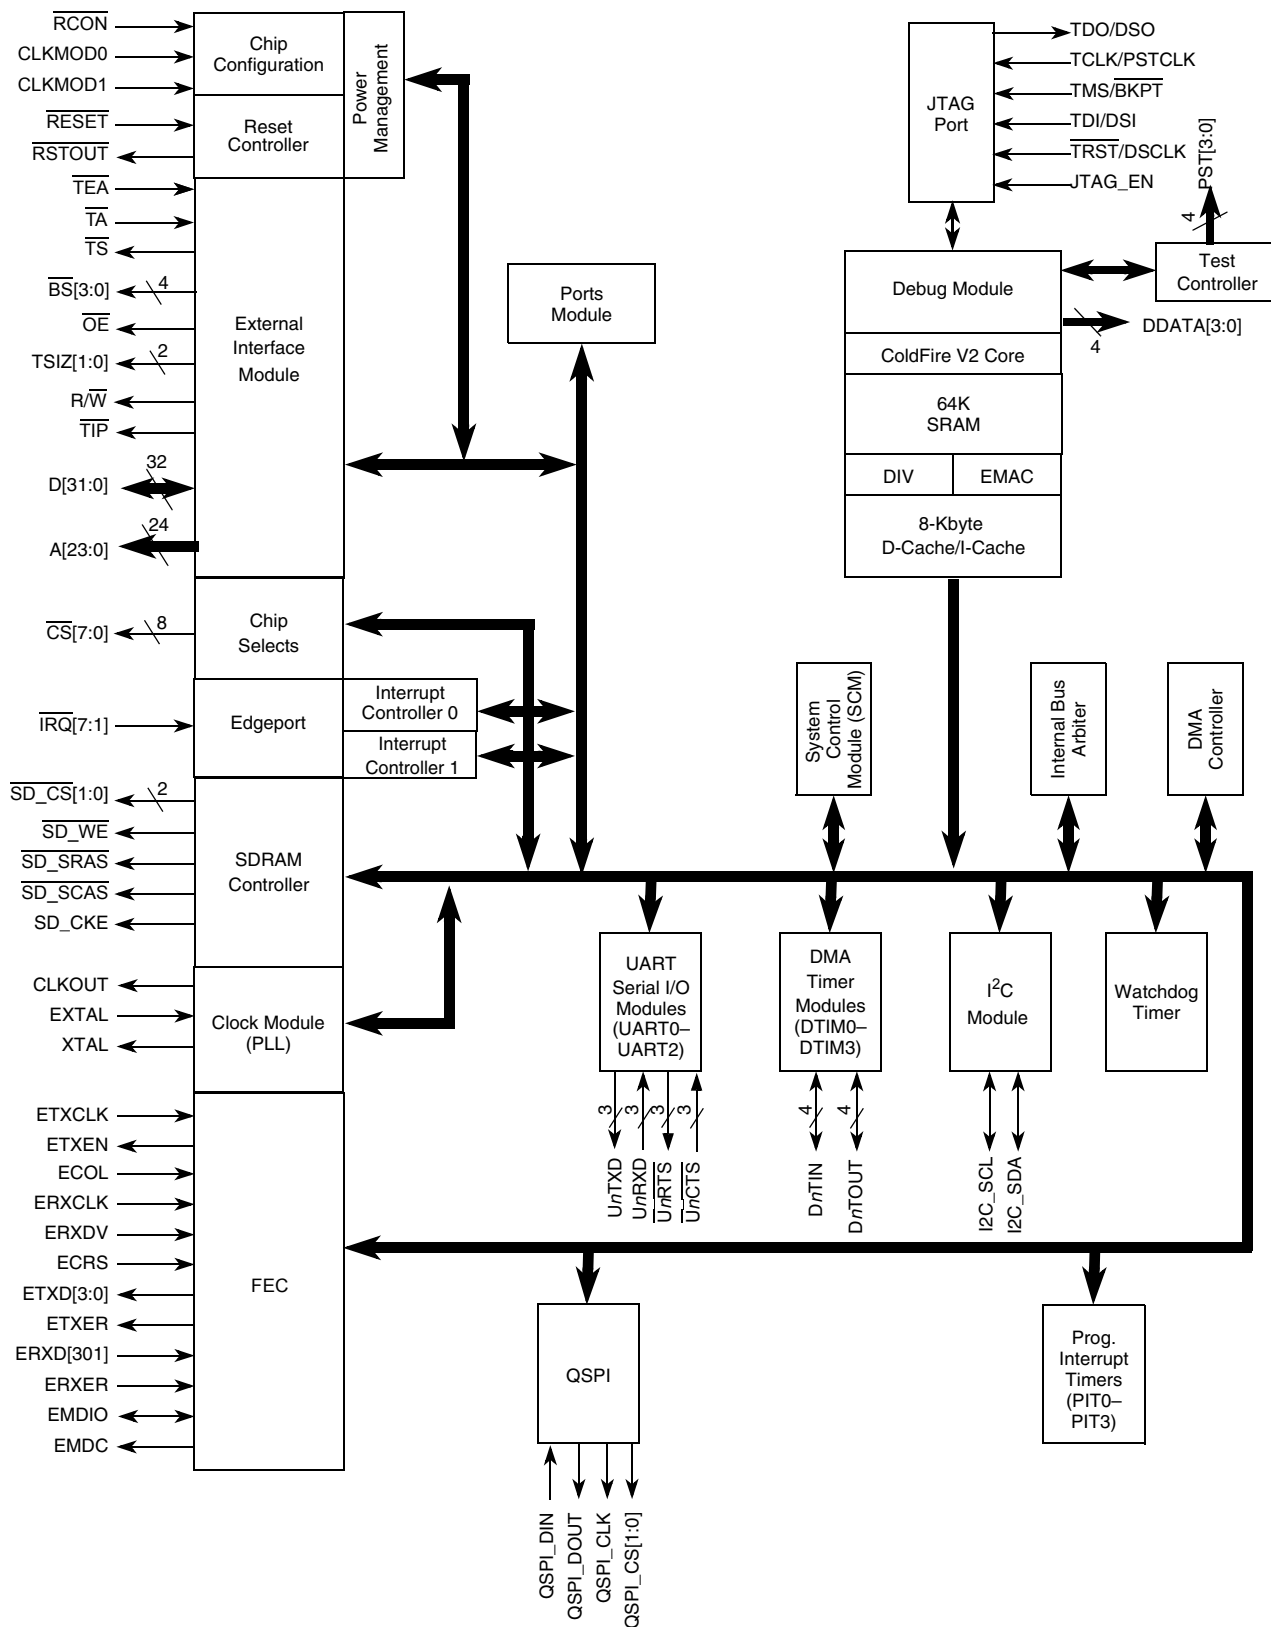 RCON
CLKMOD0
CLKMOD1
RESET
RSTOUT
TEA
TA
TS
BS[3:0]
4
OE
TSIZ[1:0]
2
R/W
TIP
D[31:0]
32
A[23:0]
24
CS[7:0]
8
IRQ[7:1]
SD_CS[1:0]
2
SD_WE
SD_SRAS
SD_SCAS
SD_CKE
CLKOUT
EXTAL
XTAL
ETXCLK
ETXEN
ECOL
ERXCLK
ERXDV
ECRS
ETXD[3:0]
ETXER
ERXD[301]
ERXER
EMDIO
EMDC
Chip
Configuration
Reset
Controller
Power
Management
External
Interface
Module
Chip
Selects
Edgeport
Interrupt
Controller 0
Interrupt
Controller 1
SDRAM
Controller
Clock Module
(PLL)
FEC
Ports
Module
JTAG
Port
TDO/DSO
TCLK/PSTCLK
TMS/BKPT
TDI/DSI
TRST/DSCLK
JTAG_EN
PST[3:0]
4
Test
Controller
Debug Module
DDATA[3:0]
4
ColdFire V2 Core
64K
SRAM
DIV
EMAC
8-Kbyte
D-Cache/I-Cache
System
Control
Module (SCM)
Internal Bus
Arbiter
DMA
Controller
UART
Serial I/O
Modules
(UART0–
UART2)
3
3
3
3
UnTXD
UnRXD
UnRTS
UnCTS
DMA
Timer
Modules
(DTIM0–
DTIM3)
4
4
DnTIN
DnTOUT
I2C
Module
I2C_SCL
I2C_SDA
Watchdog
Timer
QSPI
QSPI_DIN
QSPI_DOUT
QSPI_CLK
QSPI_CS[1:0]
Prog.
Interrupt
Timers
(PIT0–
PIT3)